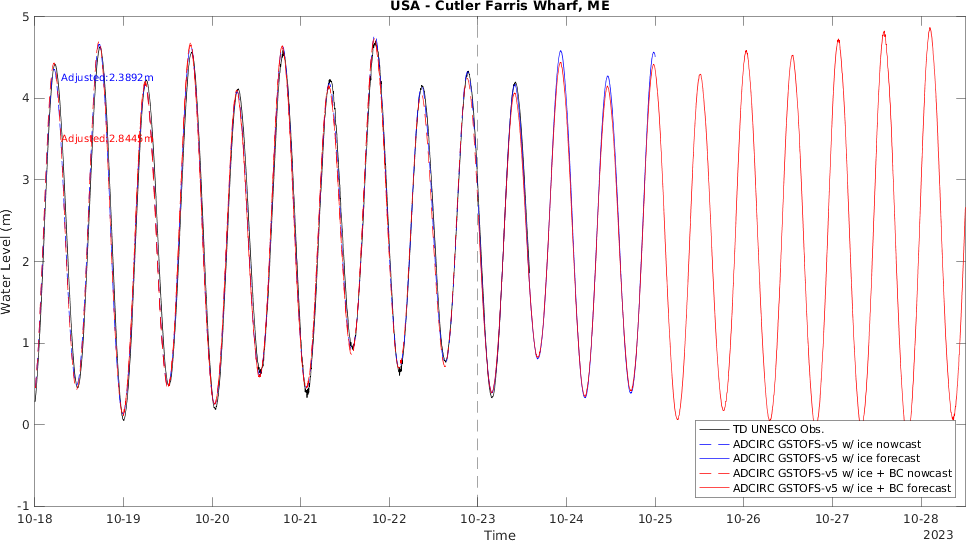 USA - Cutler Farris Wharf, ME
5
4
3
2
1
0
-1
Water Level (m)
Adjusted:2.3892m
Adjusted:2.8445m
TD UNESCO Obs.
ADCIRC GSTOFS-v5 w/ ice nowcast
ADCIRC GSTOFS-v5 w/ ice forecast
ADCIRC GSTOFS-v5 w/ ice + BC nowcast
ADCIRC GSTOFS-v5 w/ ice + BC forecast
10-18 10-19 10-20 10-21 10-22 10-23 10-24 10-25 10-26 10-27 10-28
Time
2023